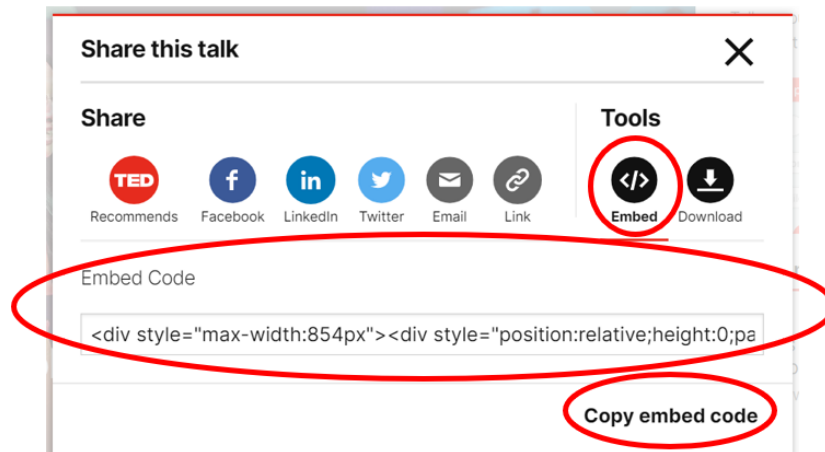 Share this talk
Share
Tools
TED
f
in
</>
Recommends Facebook LinkedIn Twitter Email Link Embed Download
Embed Code
<div style="max-width:854px"><div style="position:relative;height:0;pa
Copy embed code